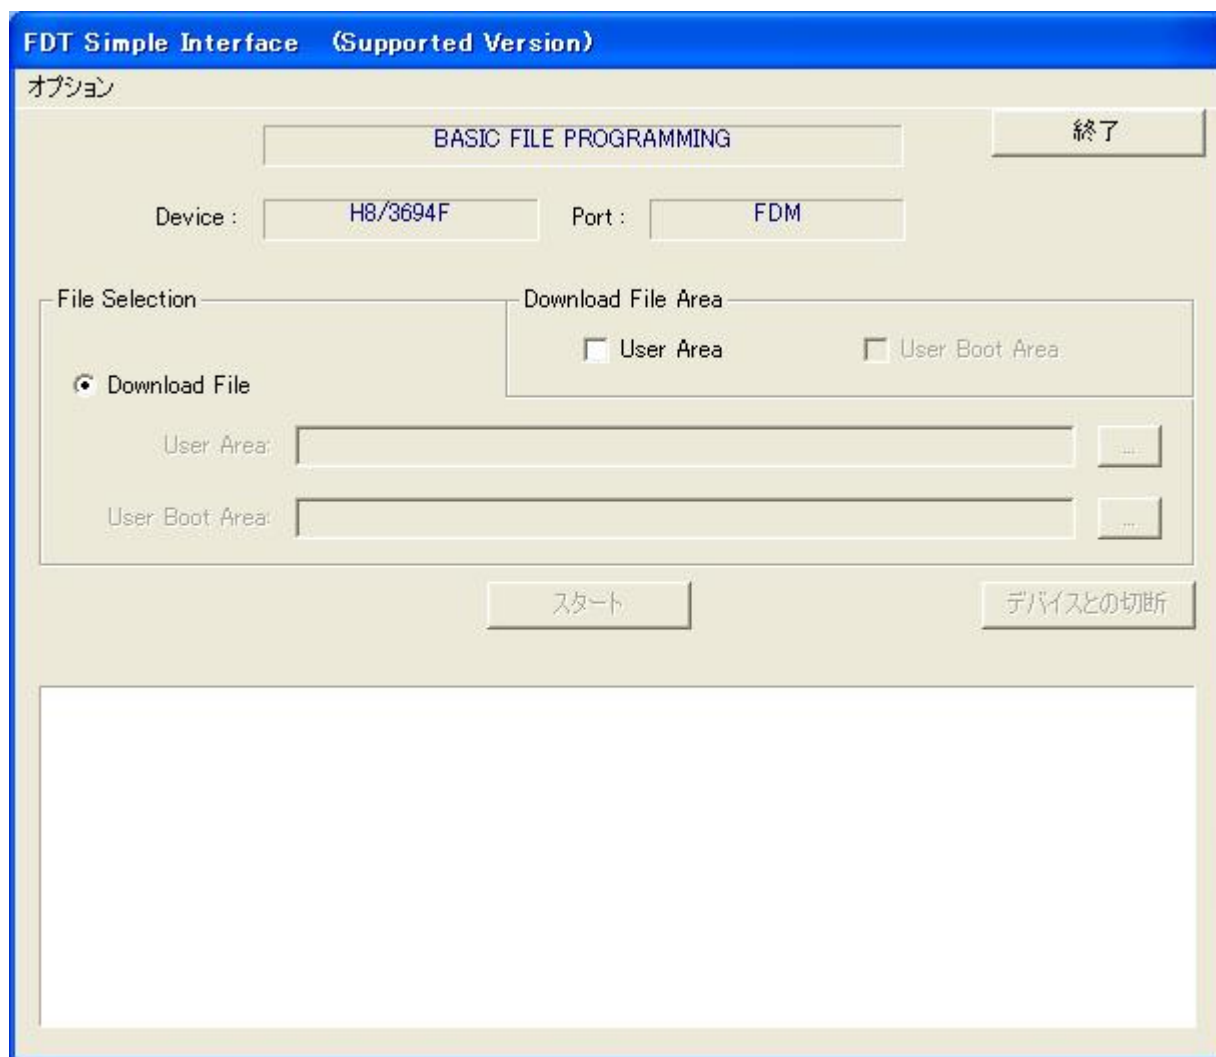 FDT Simple Interface (Supported Version)
オプション
BASIC FILE PROGRAMMING
終了
Device : H8/3694F Port : FDM
File Selection
Download File Area
User Area User Boot Area
Download File
User Area: ...
User Boot Area: ...
スタート デバイスとの切断